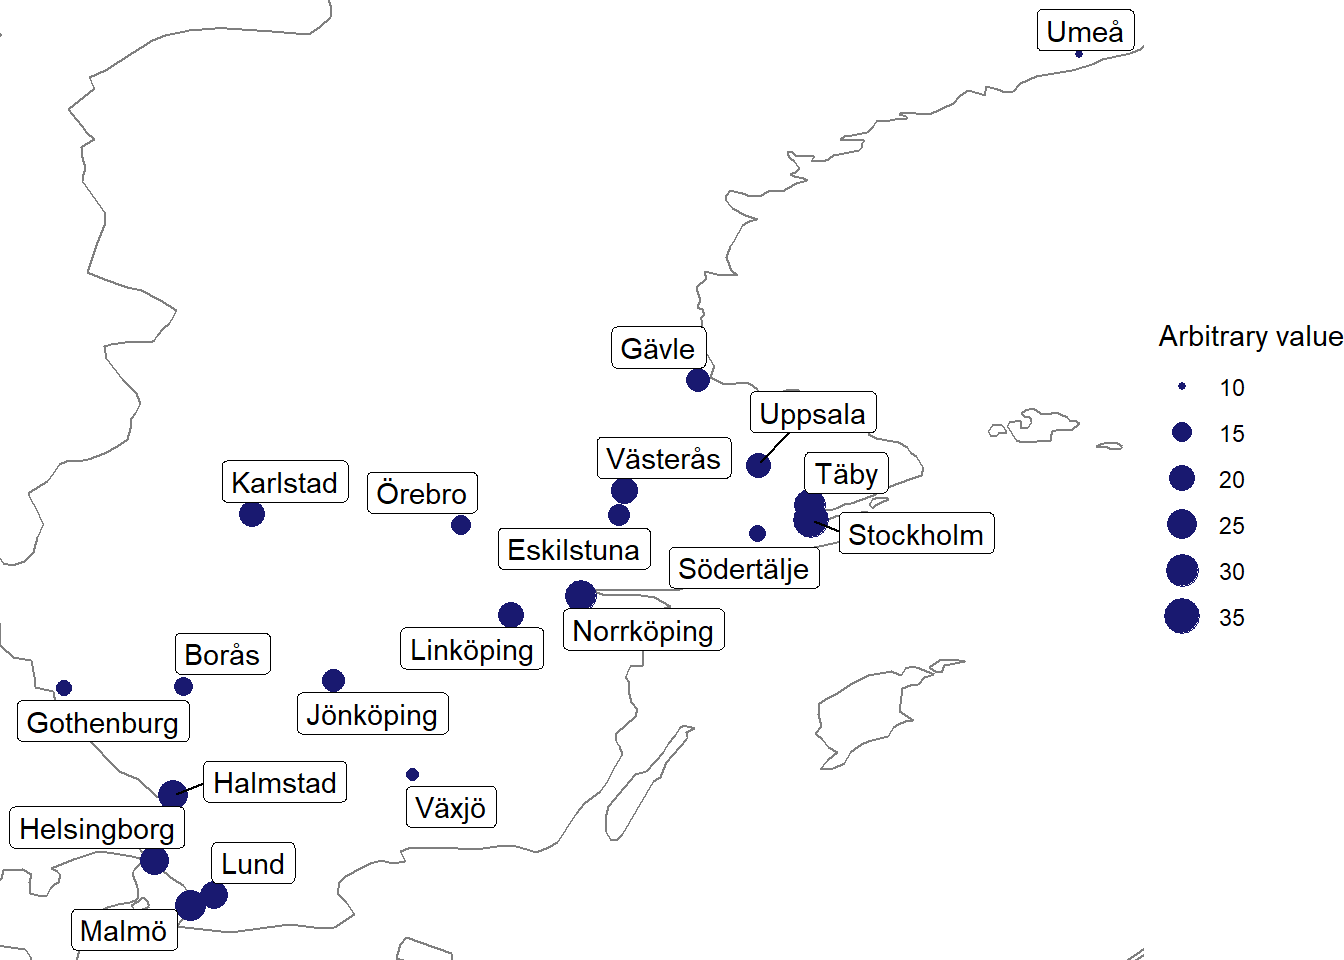 Umeå
Gävle
Arbitrary value
10
Uppsala
15
Västerås
Täby
Karlstad
Örebro
20
25
Stockholm
Eskilstuna
Södertälje
30
35
Norrköping
Linköping
Borås
Jönköping
Gothenburg
Halmstad
Växjö
Helsingborg
Lund
Malmö